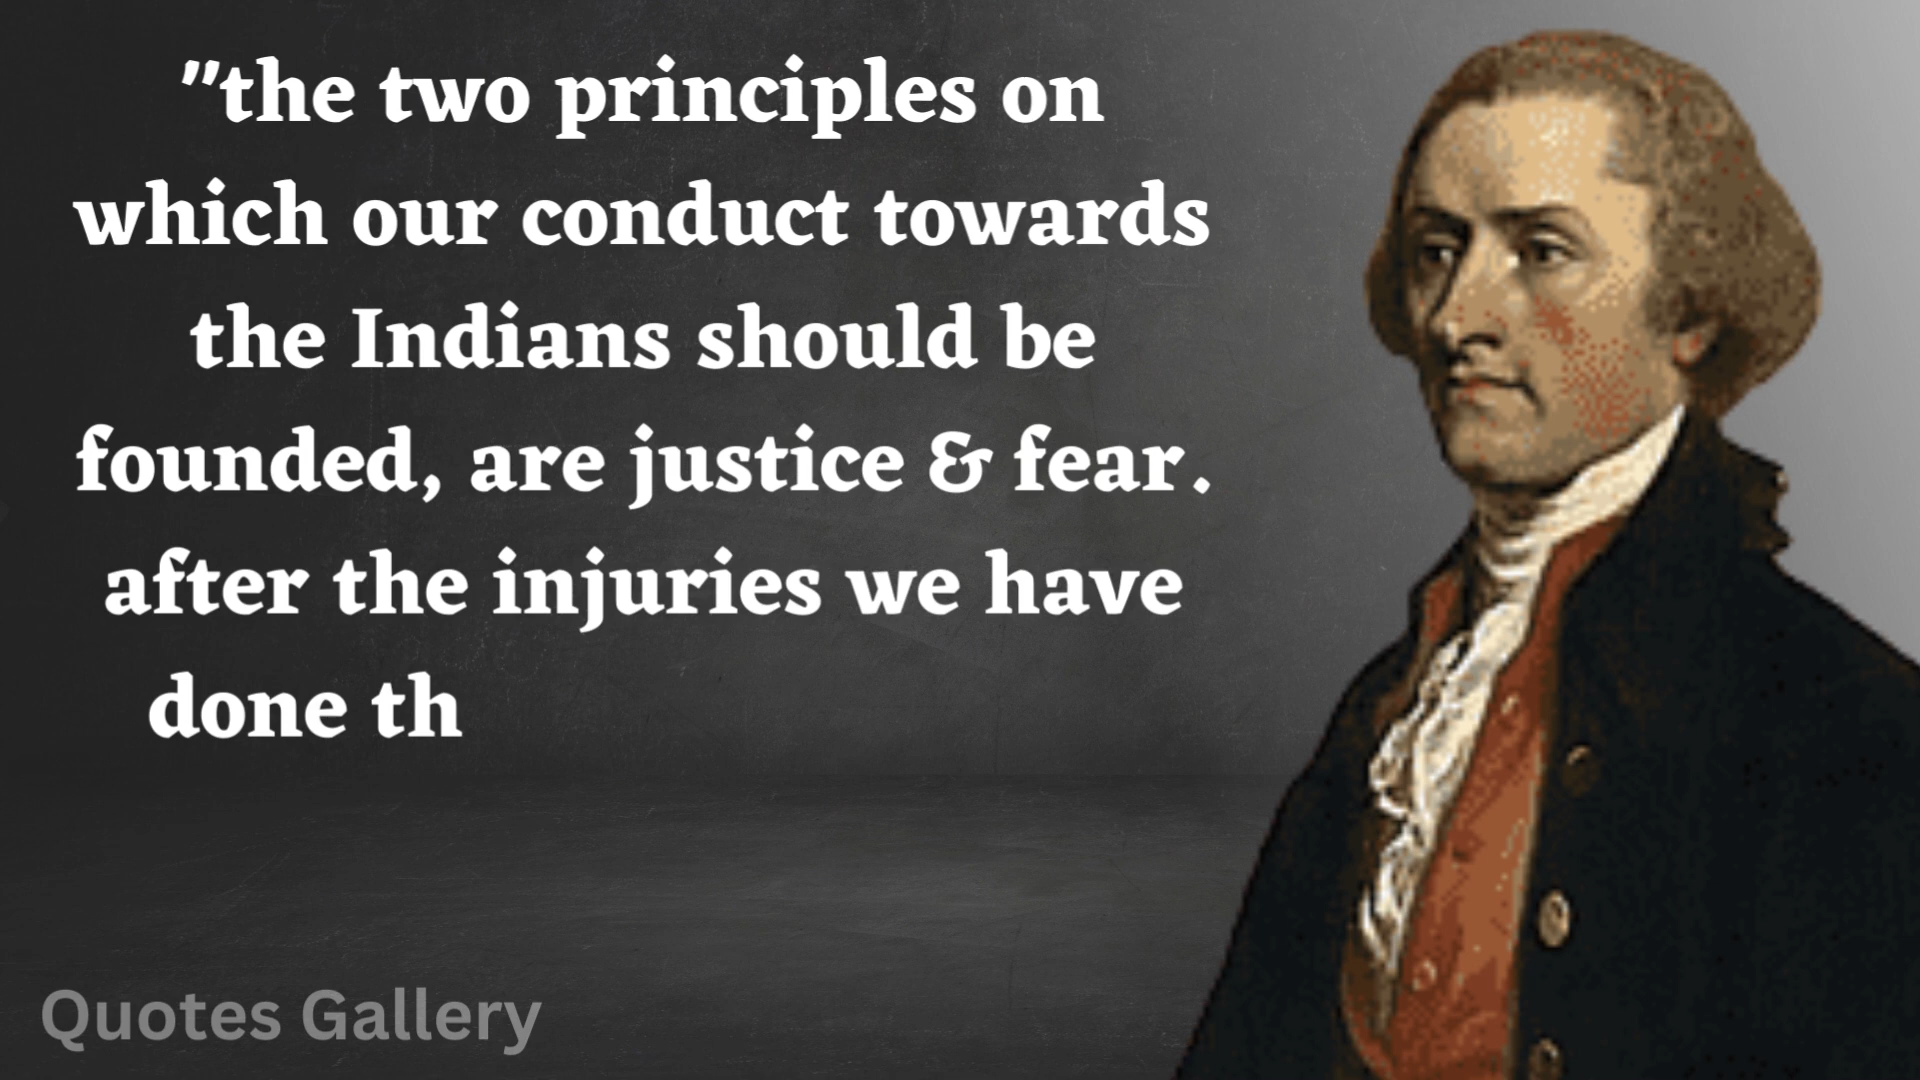 "the two principles on
which our conduct towards
the Indians should be
founded, are justice & fear.
after the injuries we have
done th
Quotes Gallery